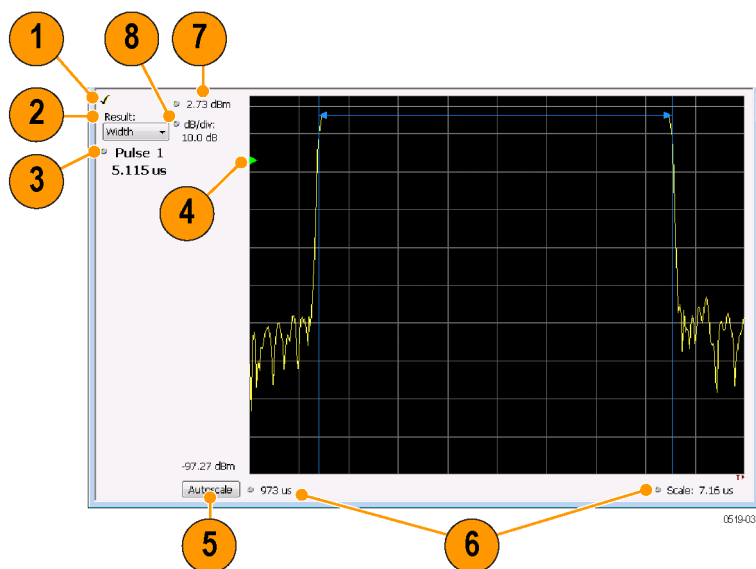 1
8
7
2
2.73 dBm
Result:
Width
dB/div:
10.0 dB
Pulse 1
5.115 us
3
4
-97.27 dBm
Autoscale
973 us
Scale: 7.16 us
T
5
6
0519-03